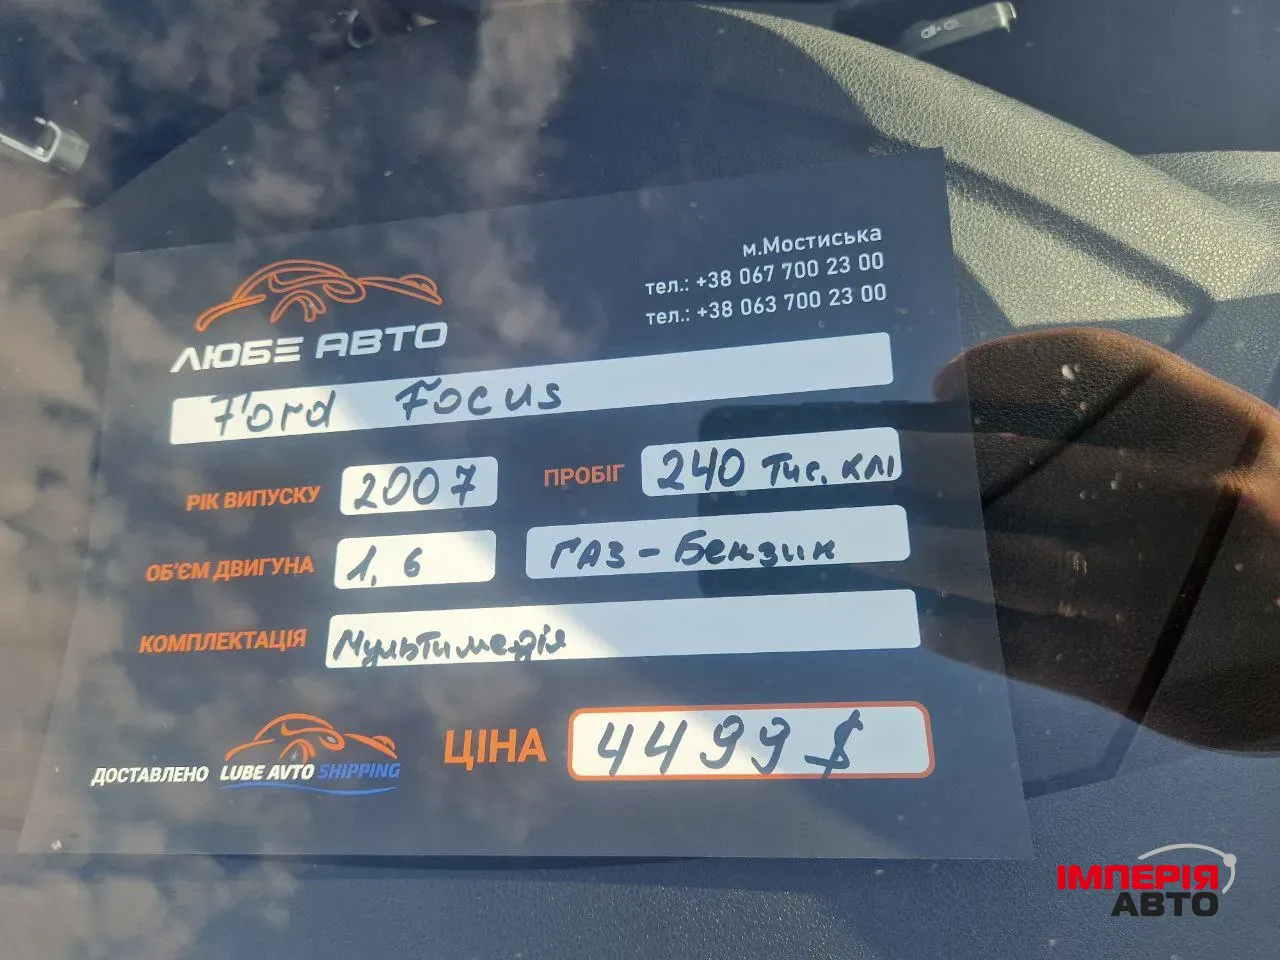 м.Мостиська
тел.: +38 067 700 23 00
тел.: +38 063 700 23 00
ЛЮБЕ АВТО
Ford Focus
РІК ВИПУСКУ 2007 ПРОБІГ 240 тис. км
ОБ'ЄМ ДВИГУНА 1,6 ГАЗ-Бензин
КОМПЛЕКТАЦІЯ Мультимедія
ЦІНА 4499$
ДОСТАВЛЕНО LUBE AVTO SHIPPING
ІМПЕРІЯ
АВТО